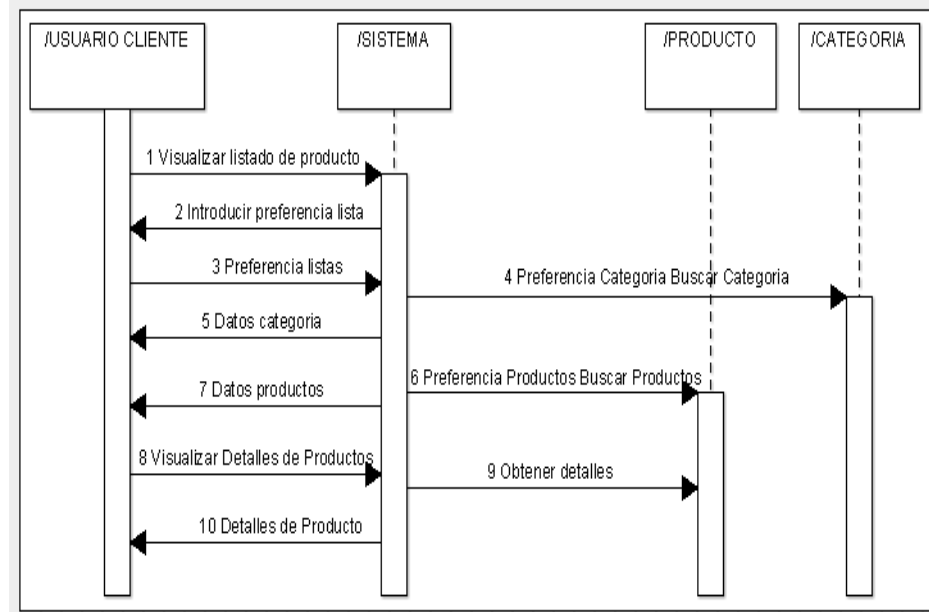 /USUARIO CLIENTE
/SISTEMA
/PRODUCTO
/CATEGORIA
1 Visualizar listado de producto
2 Introducir preferencia lista
3 Preferencia listas
4 Preferencia Categoria Buscar Categoria
5 Datos categoria
6 Preferencia Productos Buscar Productos
7 Datos productos
8 Visualizar Detalles de Productos
9 Obtener detalles
10 Detalles de Producto